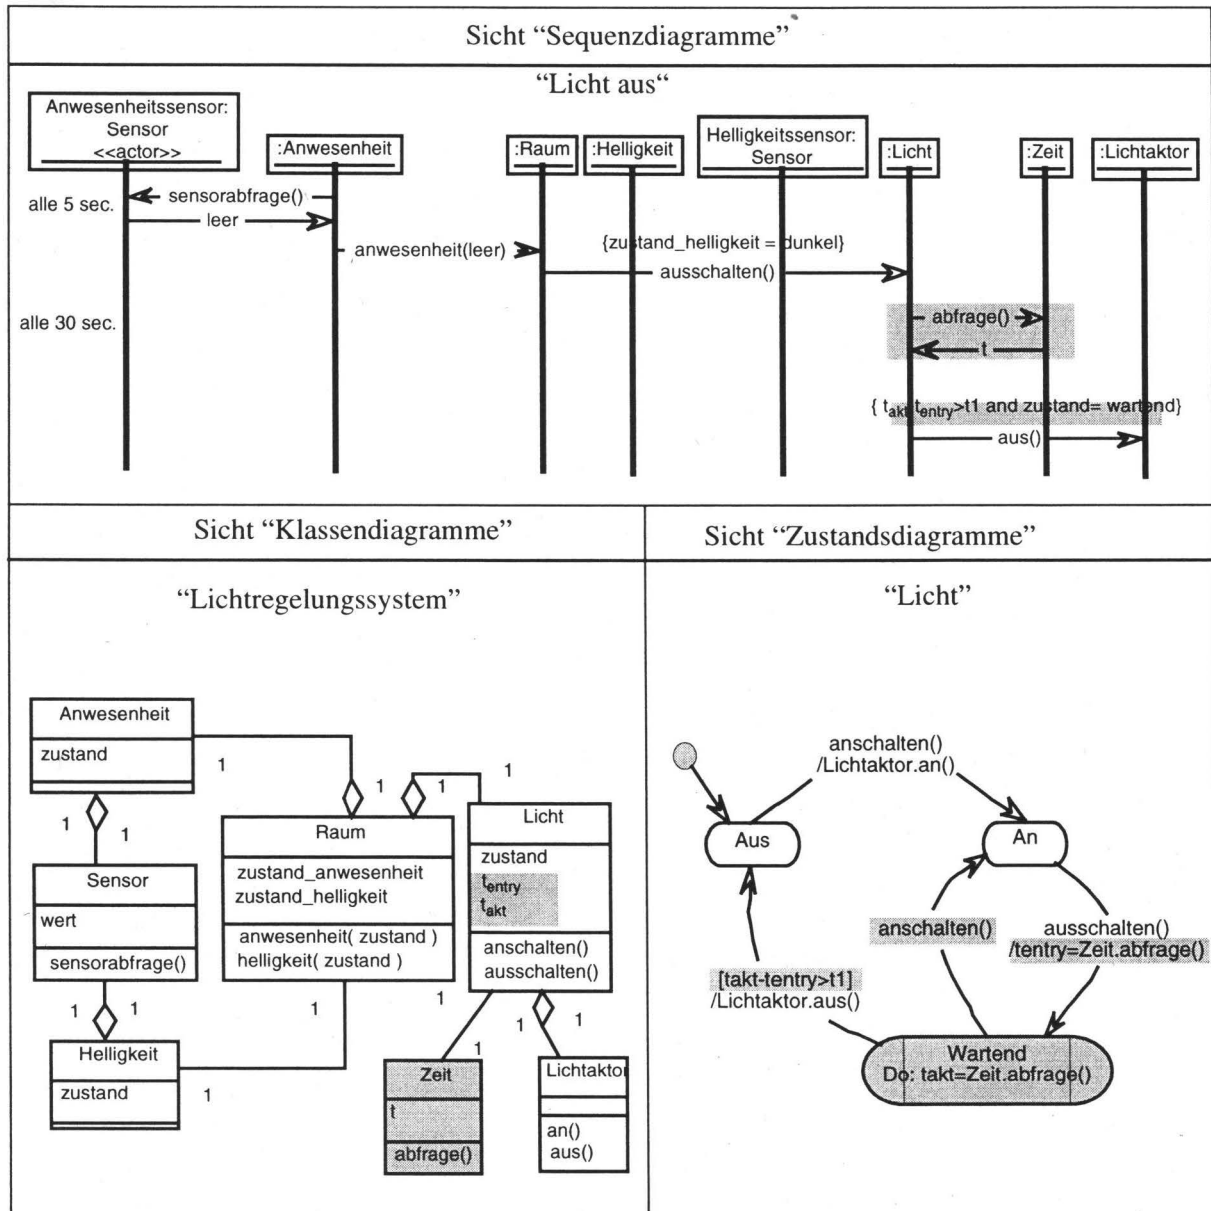 Sicht “Sequenzdiagramme”
“Licht aus“
Anwesenheitssensor:
Sensor
<<actor>>
:Anwesenheit
:Raum
:Helligkeit
Helligkeitssensor:
Sensor
:Licht
:Zeit
:Lichtaktor
alle 5 sec.
sensorabfrage()
leer
anwesenheit(leer)
{zustand_helligkeit = dunkel}
ausschalten()
alle 30 sec.
abfrage()
t
{ takt tentry>t1 and zustand= wartend}
aus()
Sicht “Klassendiagramme”
“Lichtregelungssystem”
Anwesenheit
zustand
1
1
1
1
1
1
Sensor
wert
sensorabfrage()
Raum
zustand_anwesenheit
zustand_helligkeit
anwesenheit( zustand )
helligkeit( zustand )
Licht
zustand
tentry
takt
anschalten()
ausschalten()
1
1
1
1
1
1
1
1
Helligkeit
zustand
Zeit
t
abfrage()
Lichtaktor
an()
aus()
Sicht “Zustandsdiagramme”
“Licht”
anschalten()
/Lichtaktor.an()
Aus
An
anschalten()
ausschalten()
/tentry=Zeit.abfrage()
[takt-tentry>t1]
/Lichtaktor.aus()
Wartend
Do: takt=Zeit.abfrage()